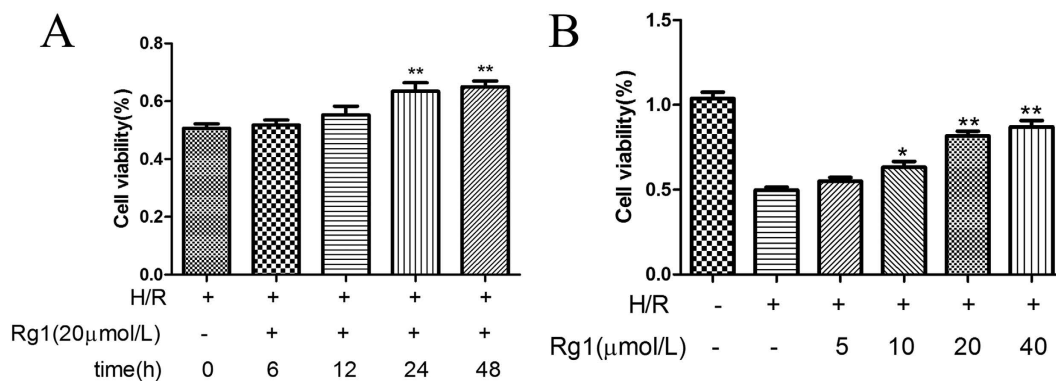 A
Cell viability(%)
0.8
0.6
0.4
0.2
0.0
** **
H/R + + + + +
Rg1(20μmol/L) - + + + +
time(h) 0 6 12 24 48
B
Cell viability(%)
1.5
1.0
0.5
0.0
* ** **
H/R - + + + + +
Rg1(μmol/L) - - 5 10 20 40